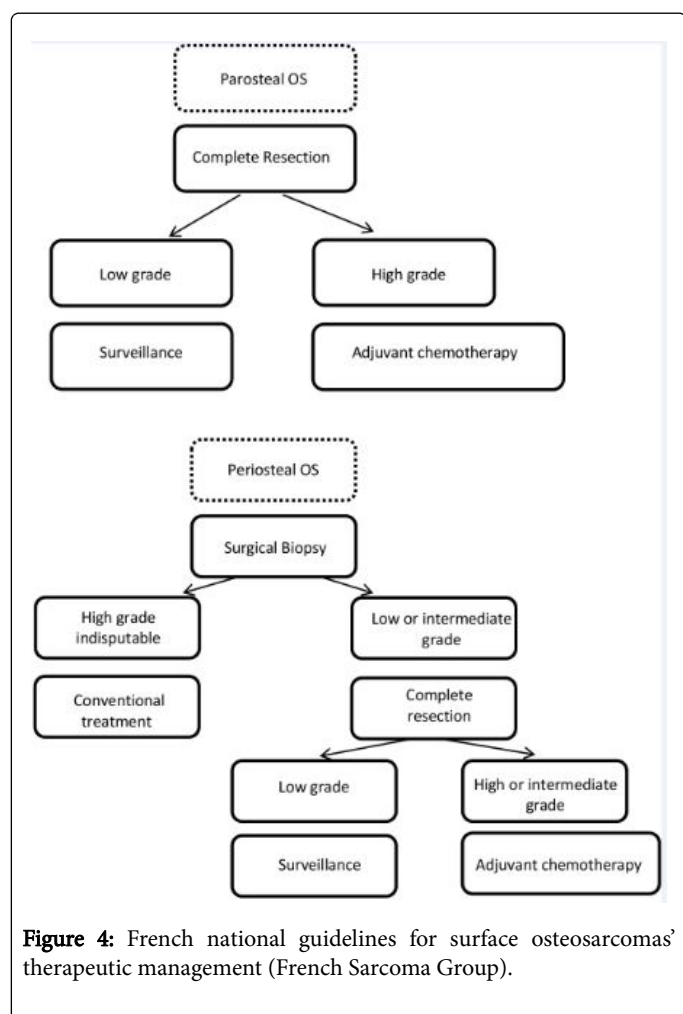 Parosteal OS
Complete Resection
Low grade
High grade
Surveillance
Adjuvant chemotherapy
Periosteal OS
Surgical Biopsy
High grade
indisputable
Low or intermediate
grade
Conventional
treatment
Complete
resection
Low grade
High or intermediate
grade
Surveillance
Adjuvant chemotherapy
Figure 4: French national guidelines for surface osteosarcomas’
therapeutic management (French Sarcoma Group).